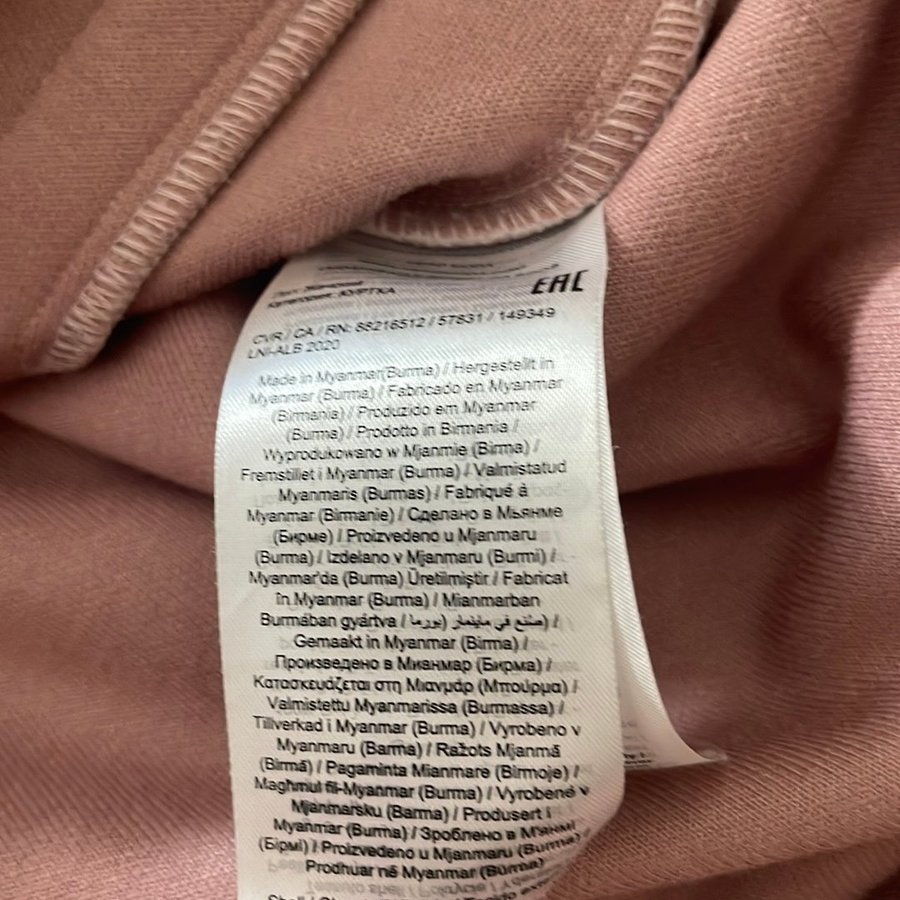 EAC
Категория: КУРТКА
CVR / CA / RN: 88216512 / 57831 / 149349
LNI-ALB 2020
Made in Myanmar(Burma) / Hergestellt in
Myanmar (Burma) / Fabricado en Myanmar
(Birmania) / Produzido em Myanmar
(Burma) / Prodotto in Birmania /
Wyprodukowano w Mjanmie (Birma) /
Fremstillet i Myanmar (Burma) / Valmistatud
Myanmaris (Burmas) / Fabriqué à
Myanmar (Birmanie) / Сделано в Мьянме
(Бирме) / Proizvedeno u Mjanmaru
(Burma) / Izdelano v Mjanmaru (Burmi) /
Myanmar'da (Burma) Üretilmiştir / Fabricat
în Myanmar (Burma) / Mianmarban
Burmában gyártva / صنع في ماينمار (بورما) /
Gemaakt in Myanmar (Birma) /
Произведено в Мианмар (Бирма) /
Κατασκευάζεται στη Μιανμάρ (Μπούρμα) /
Valmistettu Myanmarissa (Burmassa) /
Tillverkad i Myanmar (Burma) / Vyrobeno v
Myanmaru (Barma) / Ražots Mjanmā
(Birmā) / Pagaminta Mianmare (Birmoje) /
Magħmul fil-Myanmar (Burma) / Vyrobené v
Mjanmarsku (Barma) / Produsert i
Myanmar (Burma) / Зроблено в М'янмі
(Бірмі) / Proizvedeno u Mjanmaru (Burma) /
Prodhuar në Myanmar (Burma)